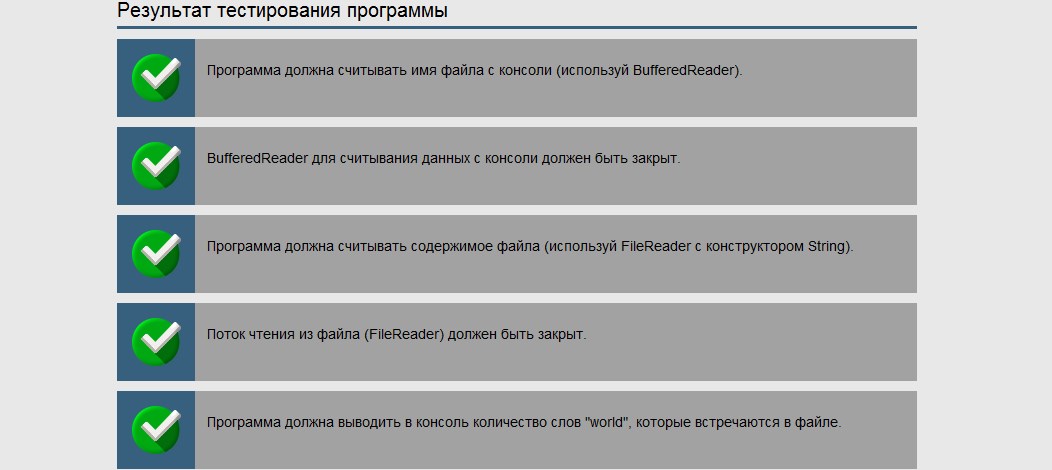 Результат тестирования программы
Программа должна считывать имя файла с консоли (используй BufferedReader).
BufferedReader для считывания данных с консоли должен быть закрыт.
Программа должна считывать содержимое файла (используй FileReader с конструктором String).
Поток чтения из файла (FileReader) должен быть закрыт.
Программа должна выводить в консоль количество слов "world", которые встречаются в файле.